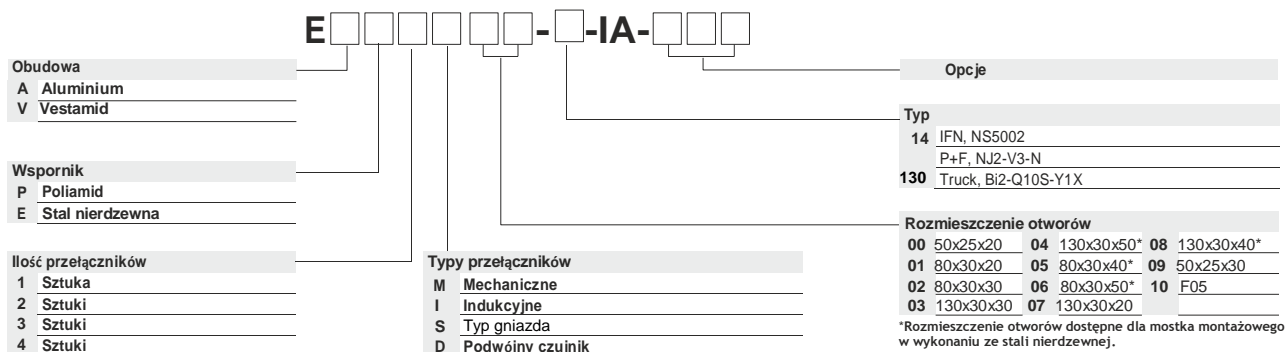 E - -IA-
Obudowa
A Aluminium
V Vestamid
Wspornik
P Poliamid
E Stal nierdzewna
Ilość przełączników
1 Sztuka
2 Sztuki
3 Sztuki
4 Sztuki
Typy przełączników
M Mechaniczne
I Indukcyjne
S Typ gniazda
D Podwójny czujnik
Opcje
Typ
14 IFN, NS5002
P+F, NJ2-V3-N
130 Truck, Bi2-Q10S-Y1X
Rozmieszczenie otworów
00 50x25x20 04 130x30x50* 08 130x30x40*
01 80x30x20 05 80x30x40* 09 50x25x30
02 80x30x30 06 80x30x50* 10 F05
03 130x30x30 07 130x30x20
*Rozmieszczenie otworów dostępne dla mostka montażowego
w wykonaniu ze stali nierdzewnej.